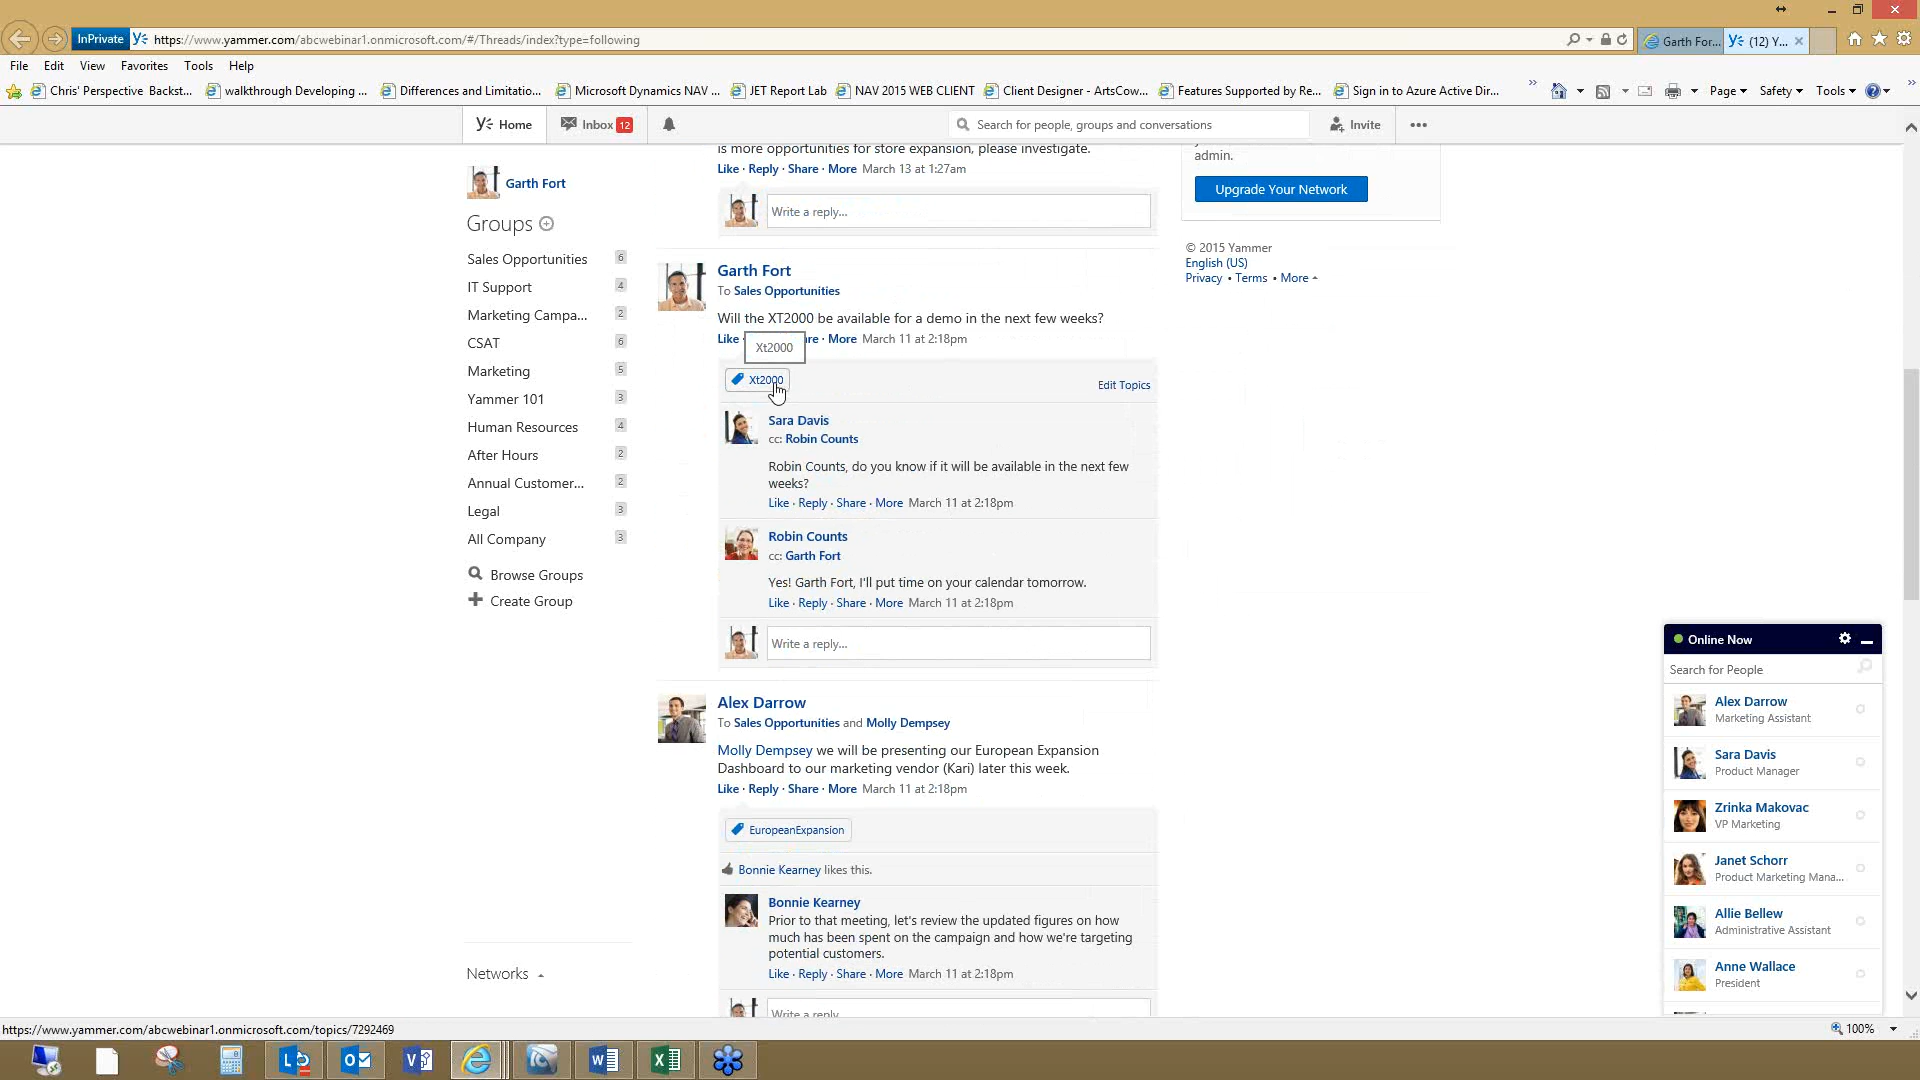 InPrivate https://www.yammer.com/abcwebinar1.onmicrosoft.com/#/Threads/index?type=following Garth For... (12) Y...
File Edit View Favorites Tools Help
Chris' Perspective Backst... walkthrough Developing ... Differences and Limitatio... Microsoft Dynamics NAV ... JET Report Lab NAV 2015 WEB CLIENT Client Designer - ArtsCow... Features Supported by Re... Sign in to Azure Active Dir... Page Safety Tools
Home Inbox 12 Search for people, groups and conversations Invite
is more opportunities for store expansion, please investigate.
Like · Reply · Share · More March 13 at 1:27am
Write a reply...
admin.
Upgrade Your Network
© 2015 Yammer
English (US)
Privacy • Terms • More
Garth Fort
Groups
Sales Opportunities 6
IT Support 4
Marketing Campa... 2
CSAT 6
Marketing 5
Yammer 101 3
Human Resources 4
After Hours 2
Annual Customer... 2
Legal 3
All Company 3
Browse Groups
Create Group
Networks
Garth Fort
To Sales Opportunities
Will the XT2000 be available for a demo in the next few weeks?
Like · More March 11 at 2:18pm
Xt2000
Xt2000
Edit Topics
Sara Davis
cc: Robin Counts
Robin Counts, do you know if it will be available in the next few
weeks?
Like · Reply · Share · More March 11 at 2:18pm
Robin Counts
cc: Garth Fort
Yes! Garth Fort, I'll put time on your calendar tomorrow.
Like · Reply · Share · More March 11 at 2:18pm
Write a reply...
Alex Darrow
To Sales Opportunities and Molly Dempsey
Molly Dempsey we will be presenting our European Expansion
Dashboard to our marketing vendor (Kari) later this week.
Like · Reply · Share · More March 11 at 2:18pm
EuropeanExpansion
Bonnie Kearney likes this.
Bonnie Kearney
Prior to that meeting, let's review the updated figures on how
much has been spent on the campaign and how we're targeting
potential customers.
Like · Reply · Share · More March 11 at 2:18pm
Write a reply
Online Now
Search for People
Alex Darrow
Marketing Assistant
Sara Davis
Product Manager
Zrinka Makovac
VP Marketing
Janet Schorr
Product Marketing Mana...
Allie Bellew
Administrative Assistant
Anne Wallace
President
https://www.yammer.com/abcwebinar1.onmicrosoft.com/topics/7292469
100%